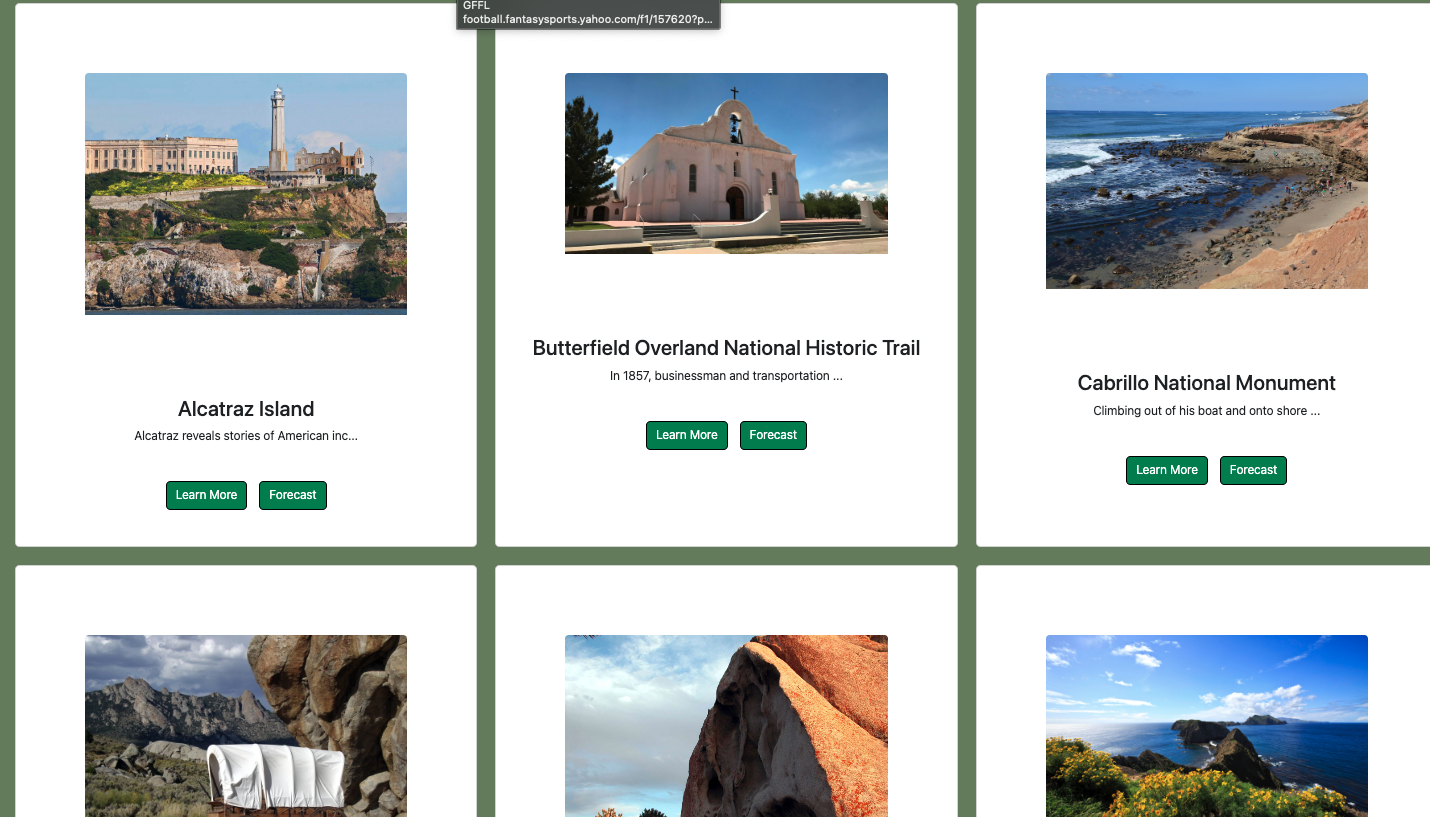 GFFL
football.fantasysports.yahoo.com/f1/157620?p...
Alcatraz Island
Alcatraz reveals stories of American inc...
Learn More
Forecast
Butterfield Overland National Historic Trail
In 1857, businessman and transportation ...
Learn More
Forecast
Cabrillo National Monument
Climbing out of his boat and onto shore ...
Learn More
Forecast